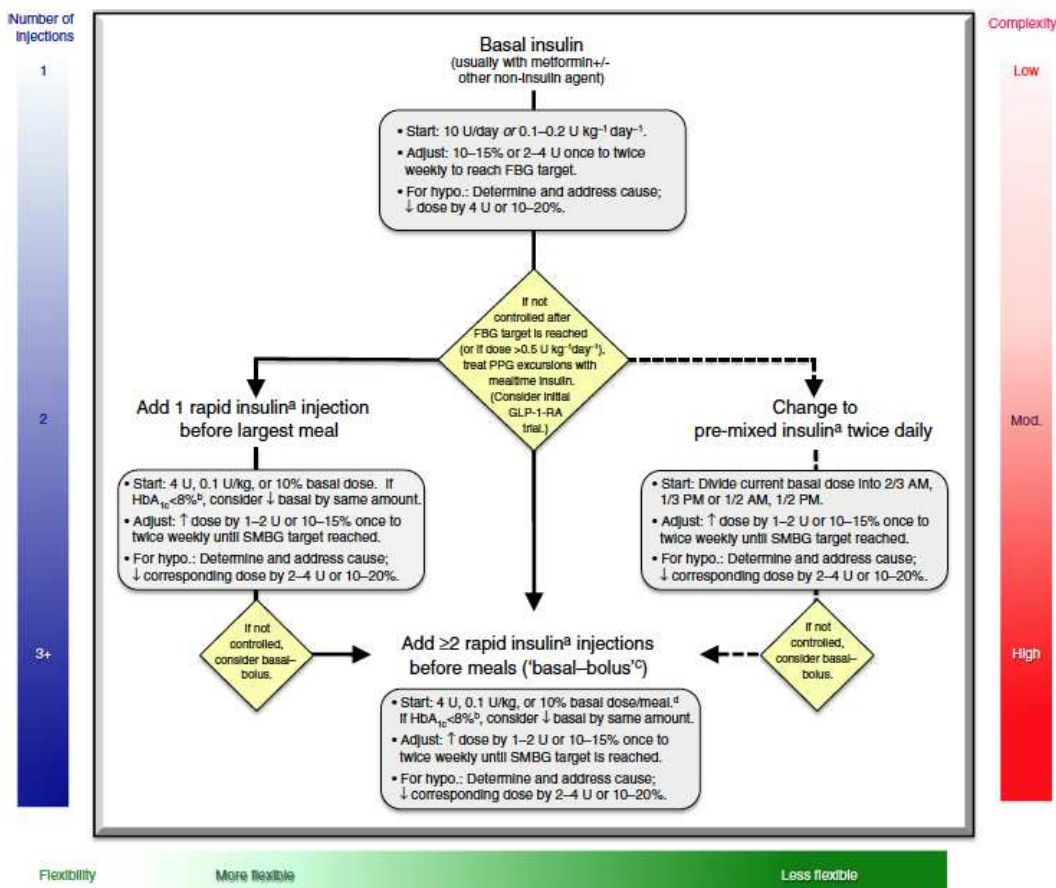 Number of
Injections
1
2
3+
Complexity
Low
Mod.
High
Basal insulin
(usually with metformin+/-
other non-insulin agent)
• Start: 10 U/day or 0.1–0.2 U kg⁻¹ day⁻¹.
• Adjust: 10–15% or 2–4 U once to twice
weekly to reach FBG target.
• For hypo.: Determine and address cause;
↓ dose by 4 U or 10–20%.
If not
controlled after
FBG target is reached
(or if dose >0.5 U kg⁻¹day⁻¹),
treat PPG excursions with
mealtime insulin.
(Consider initial
GLP-1-RA
trial.)
Add 1 rapid insulinᵃ injection
before largest meal
• Start: 4 U, 0.1 U/kg, or 10% basal dose. If
HbA₁c<8%ᵇ, consider ↓ basal by same amount.
• Adjust: ↑ dose by 1–2 U or 10–15% once to
twice weekly until SMBG target reached.
• For hypo.: Determine and address cause;
↓ corresponding dose by 2–4 U or 10–20%.
If not
controlled,
consider basal–
bolus.
Change to
pre-mixed insulinᵃ twice daily
• Start: Divide current basal dose into 2/3 AM,
1/3 PM or 1/2 AM, 1/2 PM.
• Adjust: ↑ dose by 1–2 U or 10–15% once to
twice weekly until SMBG target reached.
• For hypo.: Determine and address cause;
↓ corresponding dose by 2–4 U or 10–20%.
If not
controlled,
consider basal–
bolus.
Add ≥2 rapid insulinᵃ injections
before meals ('basal–bolus'ᶜ)
• Start: 4 U, 0.1 U/kg, or 10% basal dose/meal.ᵈ
If HbA₁c<8%ᵇ, consider ↓ basal by same amount.
• Adjust: ↑ dose by 1–2 U or 10–15% once to
twice weekly until SMBG target is reached.
• For hypo.: Determine and address cause;
↓ corresponding dose by 2–4 U or 10–20%.
Flexibility
More flexible
Less flexible